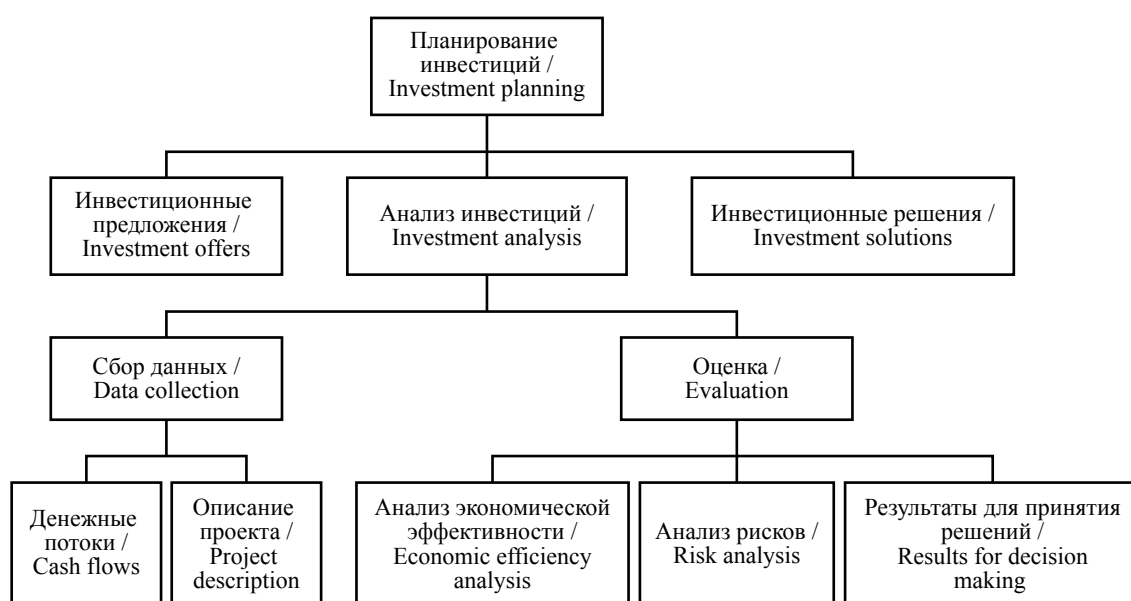 Планирование
инвестиций /
Investment planning
Инвестиционные
предложения /
Investment offers
Анализ инвестиций /
Investment analysis
Инвестиционные решения /
Investment solutions
Сбор данных /
Data collection
Оценка /
Evaluation
Денежные
потоки /
Cash flows
Описание
проекта /
Project
description
Анализ экономической
эффективности /
Economic efficiency
analysis
Анализ рисков /
Risk analysis
Результаты для принятия
решений /
Results for decision
making